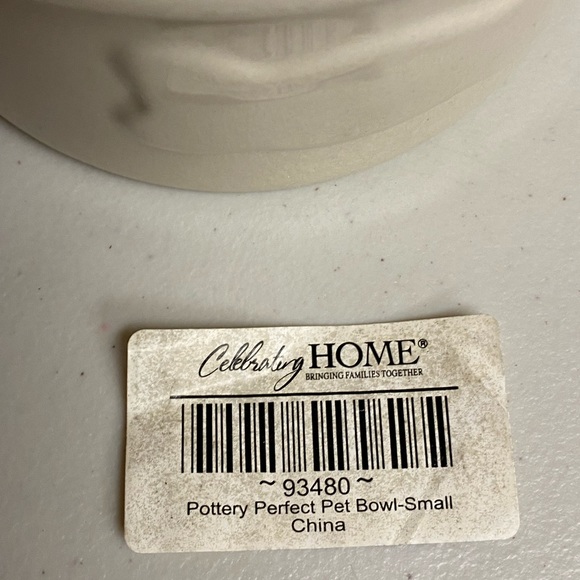 Celebrating HOME®
BRINGING FAMILIES TOGETHER
~ 93480 ~
Pottery Perfect Pet Bowl-Small
China